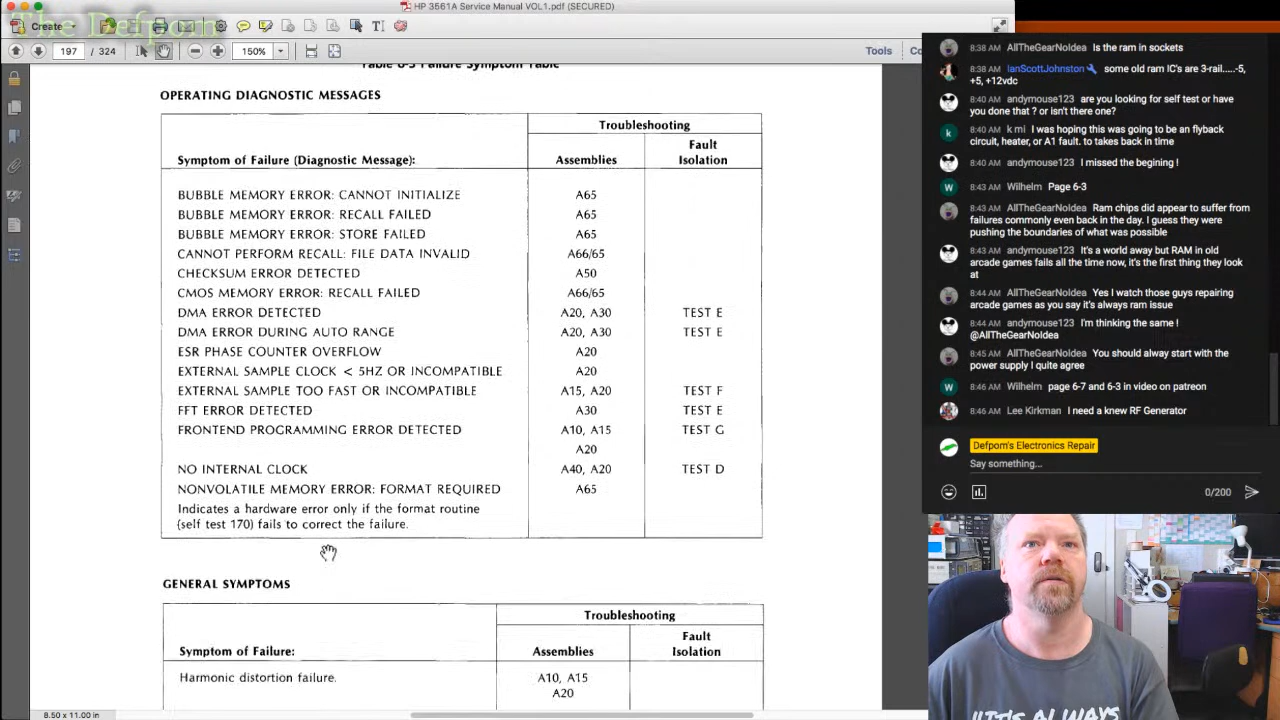 HP 3561A Service Manual VOL1.pdf (SECURED)
The Defpom
Create
197 / 324
150%
Tools
Table 6-3 Failure Symptom Table
OPERATING DIAGNOSTIC MESSAGES
Troubleshooting
Symptom of Failure (Diagnostic Message):
Assemblies
Fault
Isolation
BUBBLE MEMORY ERROR: CANNOT INITIALIZE A65
BUBBLE MEMORY ERROR: RECALL FAILED A65
BUBBLE MEMORY ERROR: STORE FAILED A65
CANNOT PERFORM RECALL: FILE DATA INVALID A66/65
CHECKSUM ERROR DETECTED A50
CMOS MEMORY ERROR: RECALL FAILED A66/65
DMA ERROR DETECTED A20, A30 TEST E
DMA ERROR DURING AUTO RANGE A20, A30 TEST E
ESR PHASE COUNTER OVERFLOW A20
EXTERNAL SAMPLE CLOCK < 5HZ OR INCOMPATIBLE A20
EXTERNAL SAMPLE TOO FAST OR INCOMPATIBLE A15, A20 TEST F
FFT ERROR DETECTED A30 TEST E
FRONTEND PROGRAMMING ERROR DETECTED A10, A15 TEST G
A20
NO INTERNAL CLOCK A40, A20 TEST D
NONVOLATILE MEMORY ERROR: FORMAT REQUIRED A65
Indicates a hardware error only if the format routine
(self test 170) fails to correct the failure.
GENERAL SYMPTOMS
Troubleshooting
Symptom of Failure:
Assemblies
Fault
Isolation
Harmonic distortion failure. A10, A15
A20
8.50 x 11.00 in
8:38 AM AllTheGearNoIdea Is the ram in sockets
8:38 AM IanScottJohnston some old ram IC's are 3-rail.....-5,
+5, +12vdc
8:40 AM andymouse123 are you looking for self test or have
you done that ? or isn't there one?
8:40 AM k mi I was hoping this was going to be an flyback
circuit, heater, or A1 fault. to takes back in time
8:40 AM andymouse123 I missed the begining !
W
8:43 AM Wilhelm Page 6-3
8:43 AM AllTheGearNoIdea Ram chips did appear to suffer from
failures commonly even back in the day. I guess they were
pushing the boundaries of what was possible
8:43 AM andymouse123 It's a world away but RAM in old
arcade games fails all the time now, it's the first thing they look
at
8:44 AM AllTheGearNoIdea Yes I watch those guys repairing
arcade games as you say it's always ram issue
8:44 AM andymouse123 I'm thinking the same !
@AllTheGearNoIdea
8:45 AM AllTheGearNoIdea You should alway start with the
power supply I quite agree
W
8:46 AM Wilhelm page 6-7 and 6-3 in video on patreon
8:46 AM Lee Kirkman I need a knew RF Generator
Defpom's Electronics Repair
Say something...
0/200
"IT'S ALWAYS